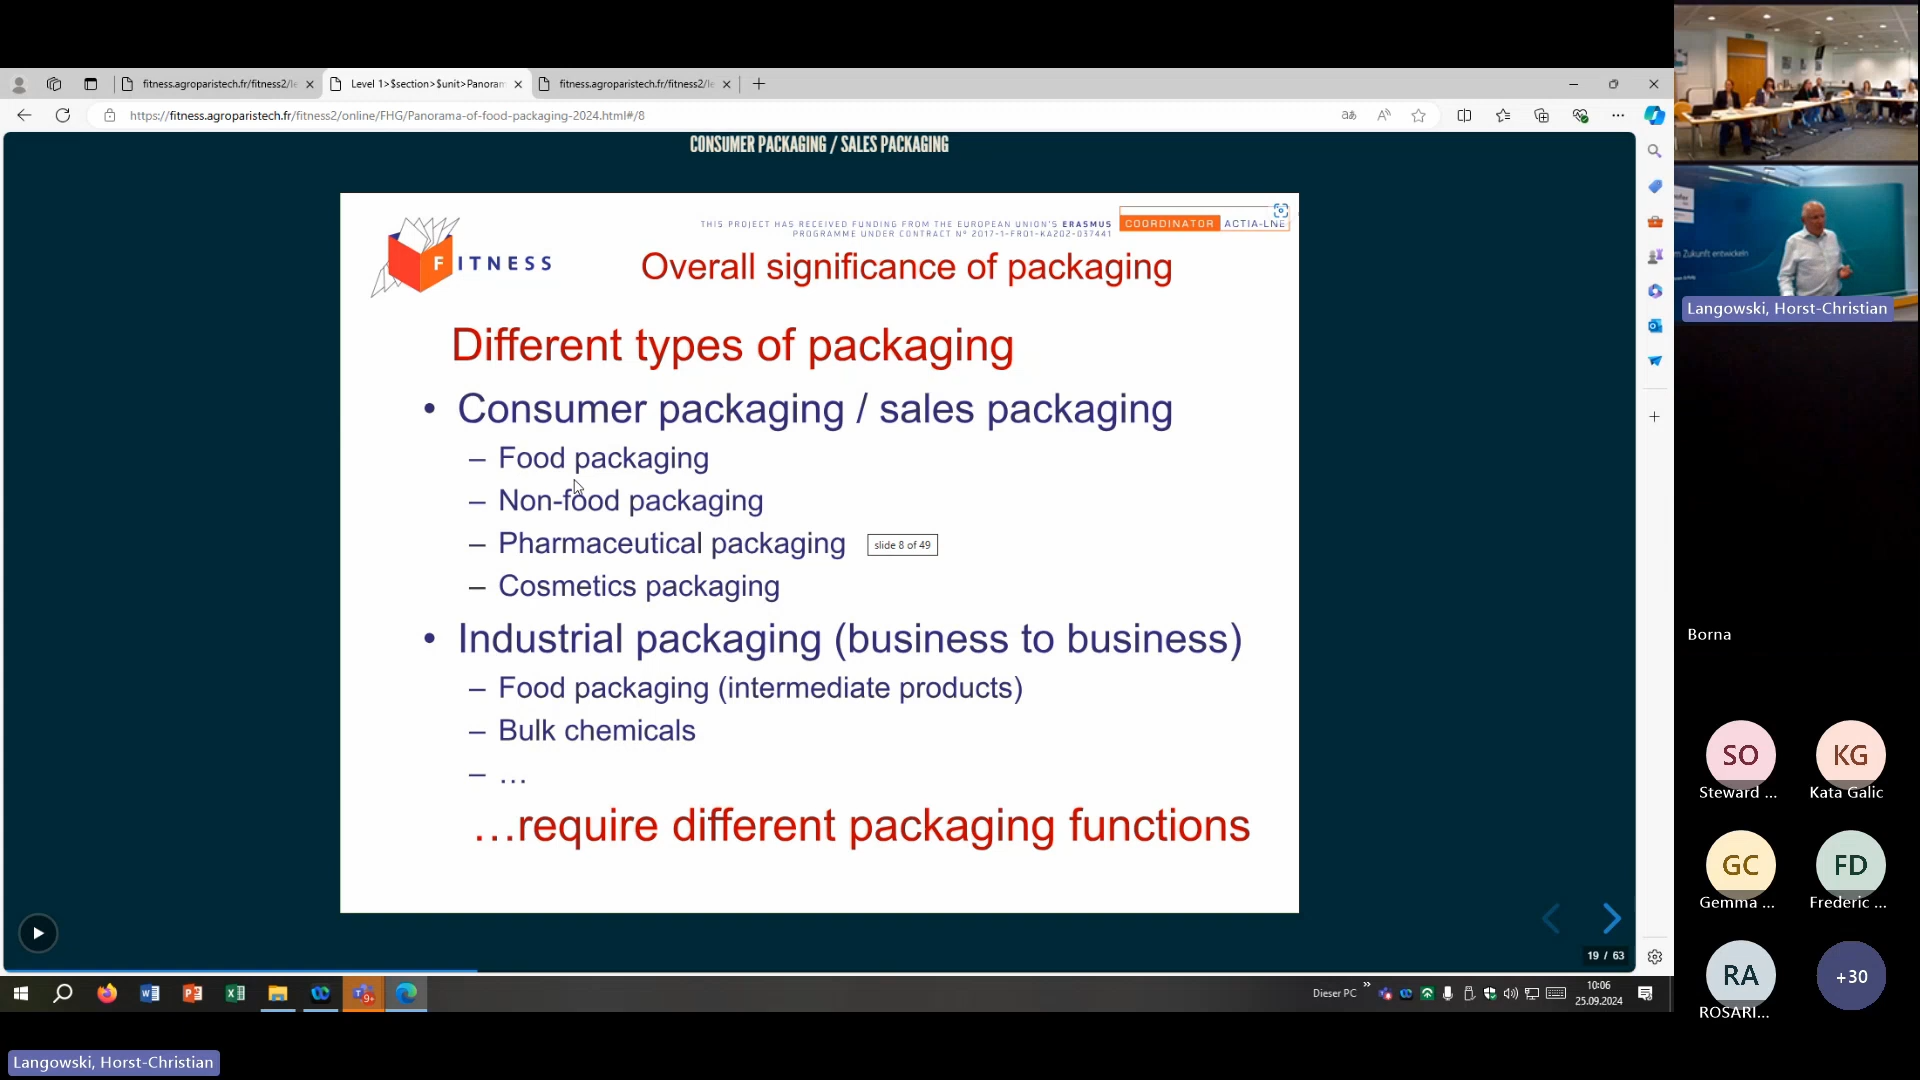 fitness.agroparistech.fr/fitness2/le
Level 1>$section>$unit>Panoram
fitness.agroparistech.fr/fitness2/le
https://fitness.agroparistech.fr/fitness2/online/FHG/Panorama-of-food-packaging-2024.html#/8
CONSUMER PACKAGING / SALES PACKAGING
THIS PROJECT HAS RECEIVED FUNDING FROM THE EUROPEAN UNION'S ERASMUS
PROGRAMME UNDER CONTRACT N° 2017-1-FR01-KA202-037441
COORDINATOR ACTIA-LNE
FITNESS
Overall significance of packaging
Different types of packaging
• Consumer packaging / sales packaging
– Food packaging
– Non-food packaging
– Pharmaceutical packaging
slide 8 of 49
– Cosmetics packaging
• Industrial packaging (business to business)
– Food packaging (intermediate products)
– Bulk chemicals
– …
…require different packaging functions
19 / 63
Dieser PC
10:06
25.09.2024
9+
Langowski, Horst-Christian
n Zukunft entwickeln
Langowski, Horst-Christian
Borna
SO
Steward ...
KG
Kata Galic
GC
Gemma ...
FD
Frederic ...
RA
ROSARI...
+30